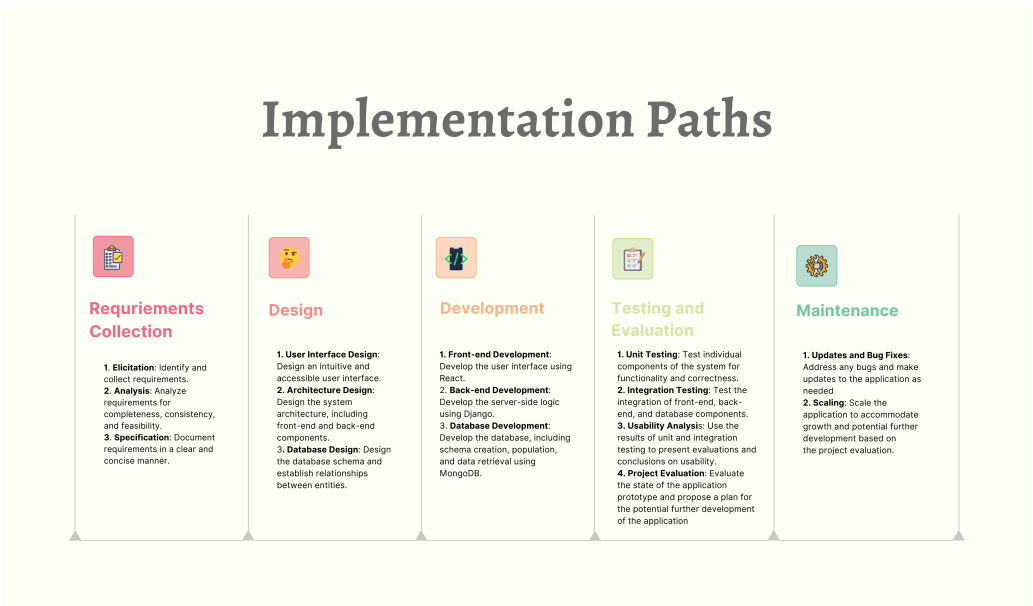 Implementation Paths
Requriements
Collection
1. Elicitation: Identify and
collect requirements.
2. Analysis: Analyze
requirements for
completeness, consistency,
and feasibility.
3. Specification: Document
requirements in a clear and
concise manner.
Design
1. User Interface Design:
Design an intuitive and
accessible user interface.
2. Architecture Design:
Design the system
architecture, including
front-end and back-end
components.
3. Database Design: Design
the database schema and
establish relationships
between entities.
Development
1. Front-end Development:
Develop the user interface using
React.
2. Back-end Development:
Develop the server-side logic
using Django.
3. Database Development:
Develop the database, including
schema creation, population,
and data retrieval using
MongoDB.
Testing and
Evaluation
1. Unit Testing: Test individual
components of the system for
functionality and correctness.
2. Integration Testing: Test the
integration of front-end, back-
end, and database components.
3. Usability Analysis: Use the
results of unit and integration
testing to present evaluations and
conclusions on usability.
4. Project Evaluation: Evaluate
the state of the application
prototype and propose a plan for
the potential further development
of the application
Maintenance
1. Updates and Bug Fixes:
Address any bugs and make
updates to the application as
needed
2. Scaling: Scale the
application to accommodate
growth and potential further
development based on
the project evaluation.